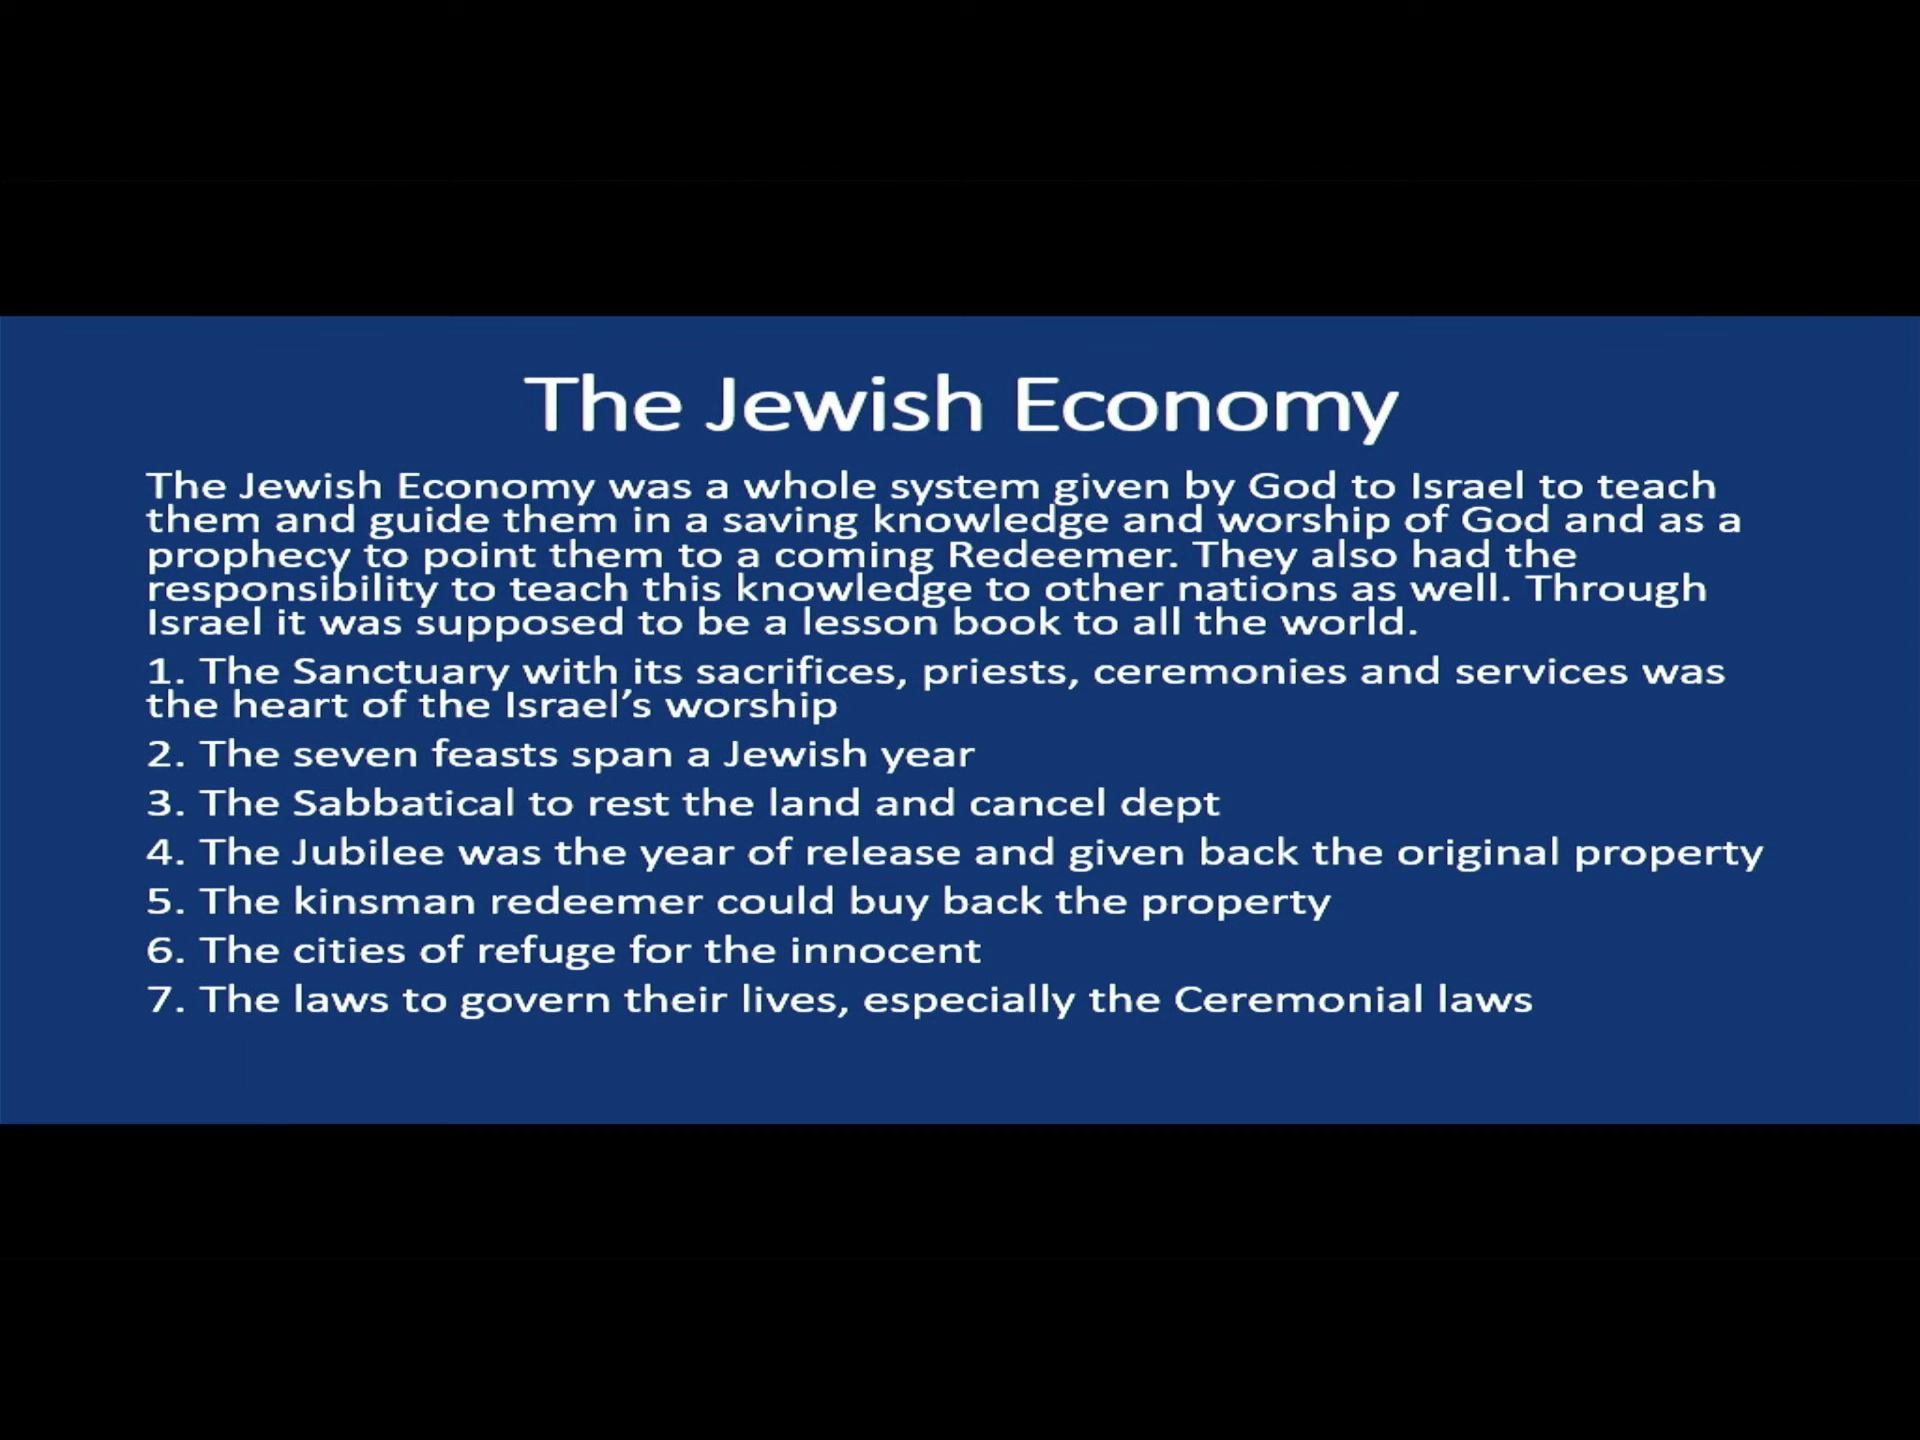 The Jewish Economy
The Jewish Economy was a whole system given by God to Israel to teach
them and guide them in a saving knowledge and worship of God and as a
prophecy to point them to a coming Redeemer. They also had the
responsibility to teach this knowledge to other nations as well. Through
Israel it was supposed to be a lesson book to all the world.
1. The Sanctuary with its sacrifices, priests, ceremonies and services was
the heart of the Israel’s worship
2. The seven feasts span a Jewish year
3. The Sabbatical to rest the land and cancel dept
4. The Jubilee was the year of release and given back the original property
5. The kinsman redeemer could buy back the property
6. The cities of refuge for the innocent
7. The laws to govern their lives, especially the Ceremonial laws